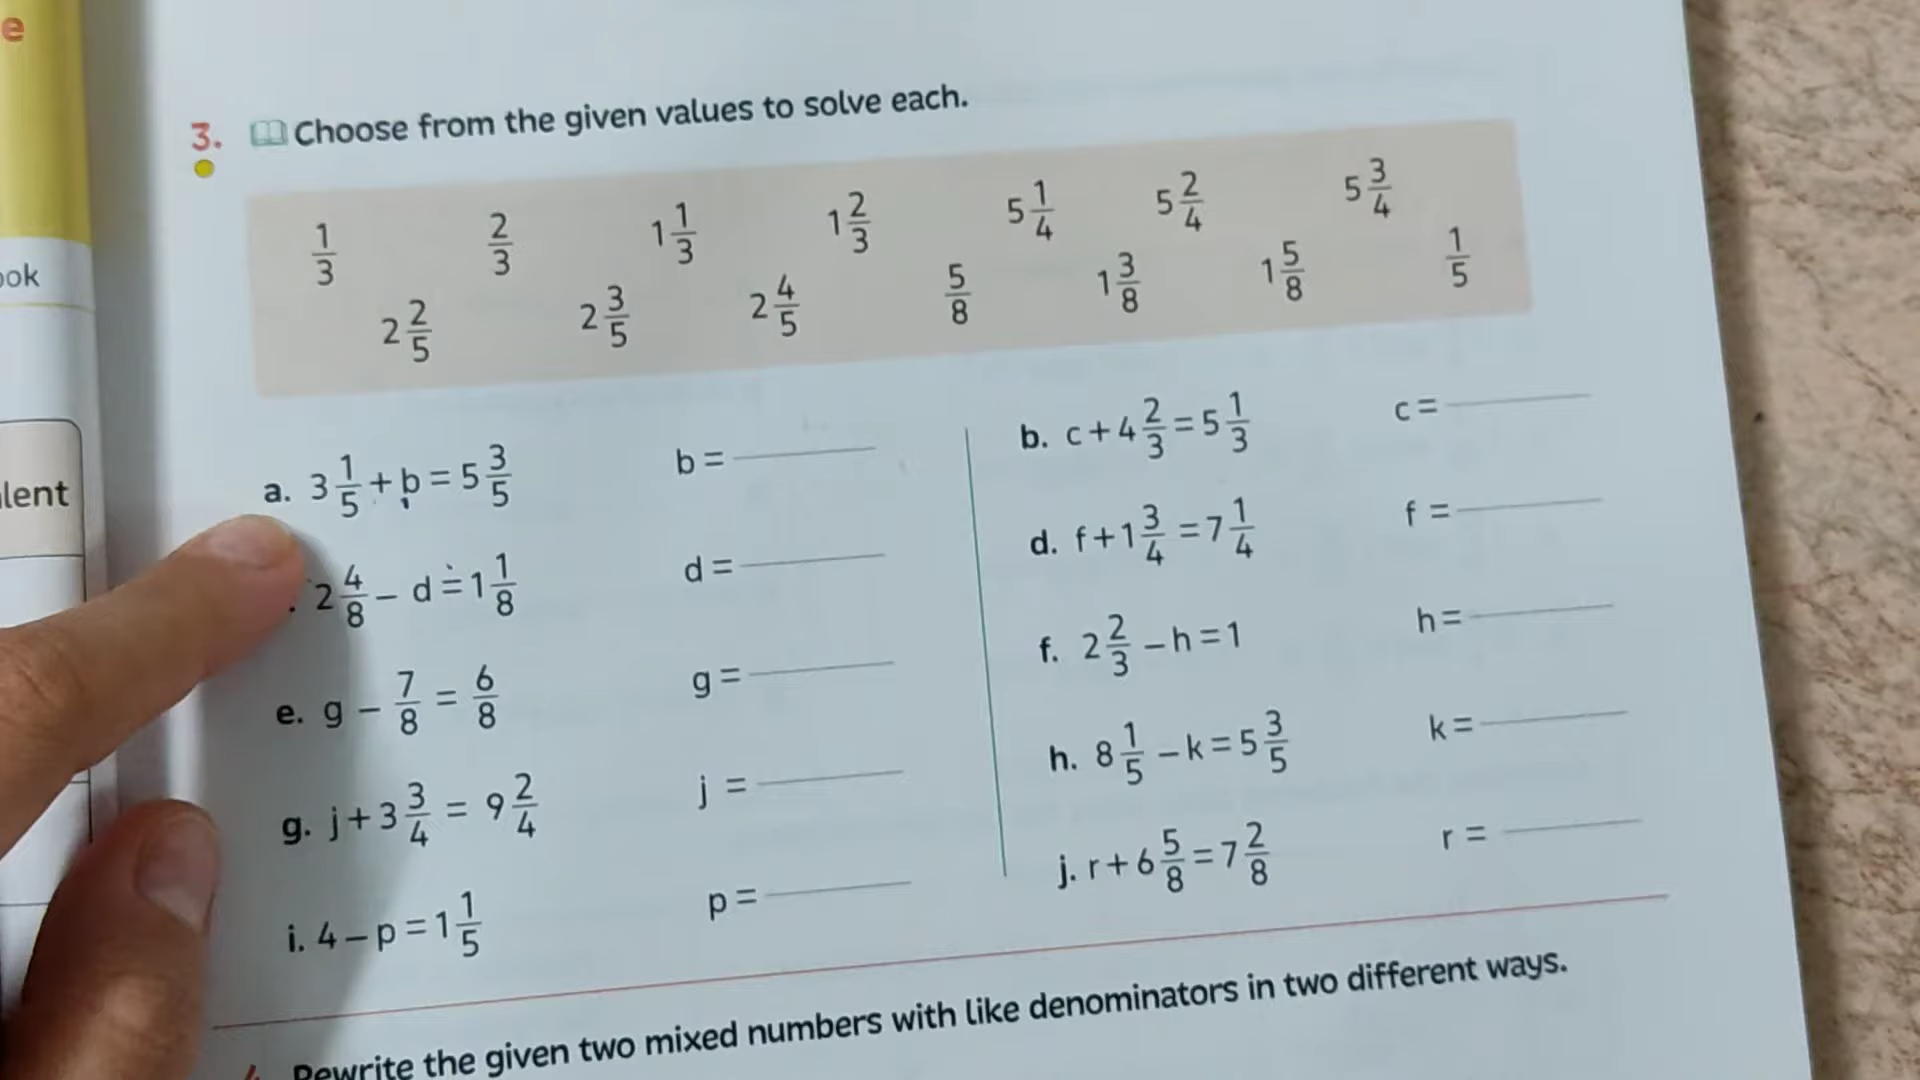 e
ook
lent
3. Choose from the given values to solve each.
1/3 2/3 1 1/3 1 2/3 5 1/4 5 2/4 5 3/4
2 2/5 2 3/5 2 4/5 5/8 1 3/8 1 5/8 1/5
a. 3 1/5 + b = 5 3/5 b =
. 2 4/8 – d = 1 1/8 d =
e. g – 7/8 = 6/8 g =
g. j + 3 3/4 = 9 2/4 j =
i. 4 – p = 1 1/5 p =
b. c + 4 2/3 = 5 1/3 c =
d. f + 1 3/4 = 7 1/4 f =
f. 2 2/3 – h = 1 h =
h. 8 1/5 – k = 5 3/5 k =
j. r + 6 5/8 = 7 2/8 r =
Rewrite the given two mixed numbers with like denominators in two different ways.